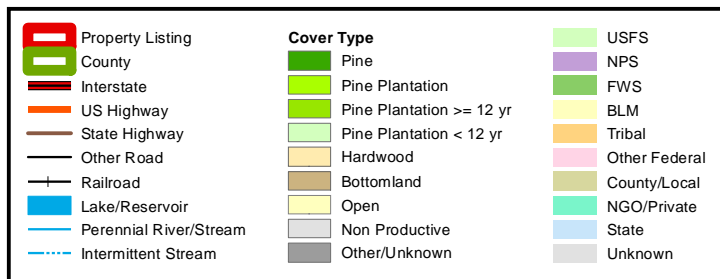 Property Listing
County
Interstate
US Highway
State Highway
Other Road
Railroad
Lake/Reservoir
Perennial River/Stream
Intermittent Stream
Cover Type
Pine
Pine Plantation
Pine Plantation >= 12 yr
Pine Plantation < 12 yr
Hardwood
Bottomland
Open
Non Productive
Other/Unknown
USFS
NPS
FWS
BLM
Tribal
Other Federal
County/Local
NGO/Private
State
Unknown